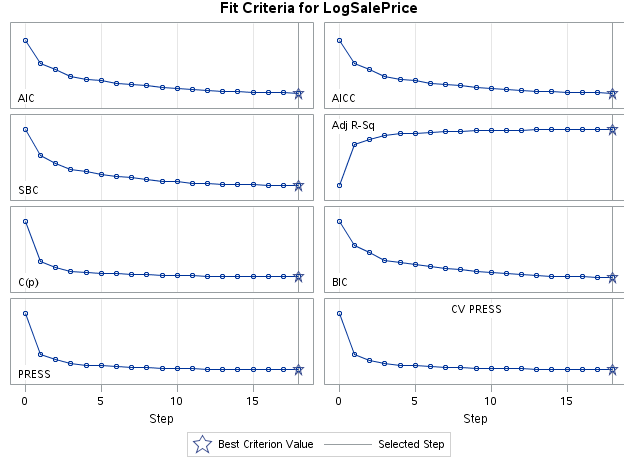 Fit Criteria for LogSalePrice
AIC
AICC
SBC
Adj R-Sq
C(p)
BIC
PRESS
CV PRESS
0 5 10 15 0 5 10 15
Step Step
Best Criterion Value Selected Step